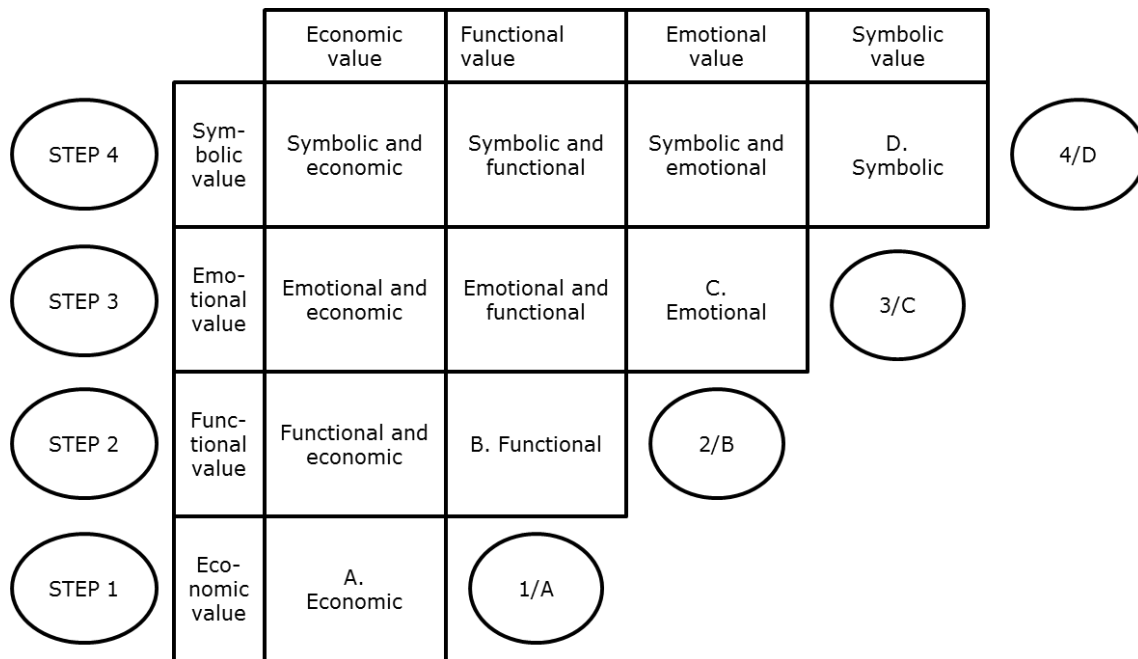 Economic
value
Functional
value
Emotional
value
Symbolic
value
STEP 4
Sym-
bolic
value
Symbolic and
economic
Symbolic and
functional
Symbolic and
emotional
D.
Symbolic
4/D
STEP 3
Emo-
tional
value
Emotional and
economic
Emotional and
functional
C.
Emotional
3/C
STEP 2
Func-
tional
value
Functional and
economic
B. Functional
2/B
STEP 1
Eco-
nomic
value
A.
Economic
1/A